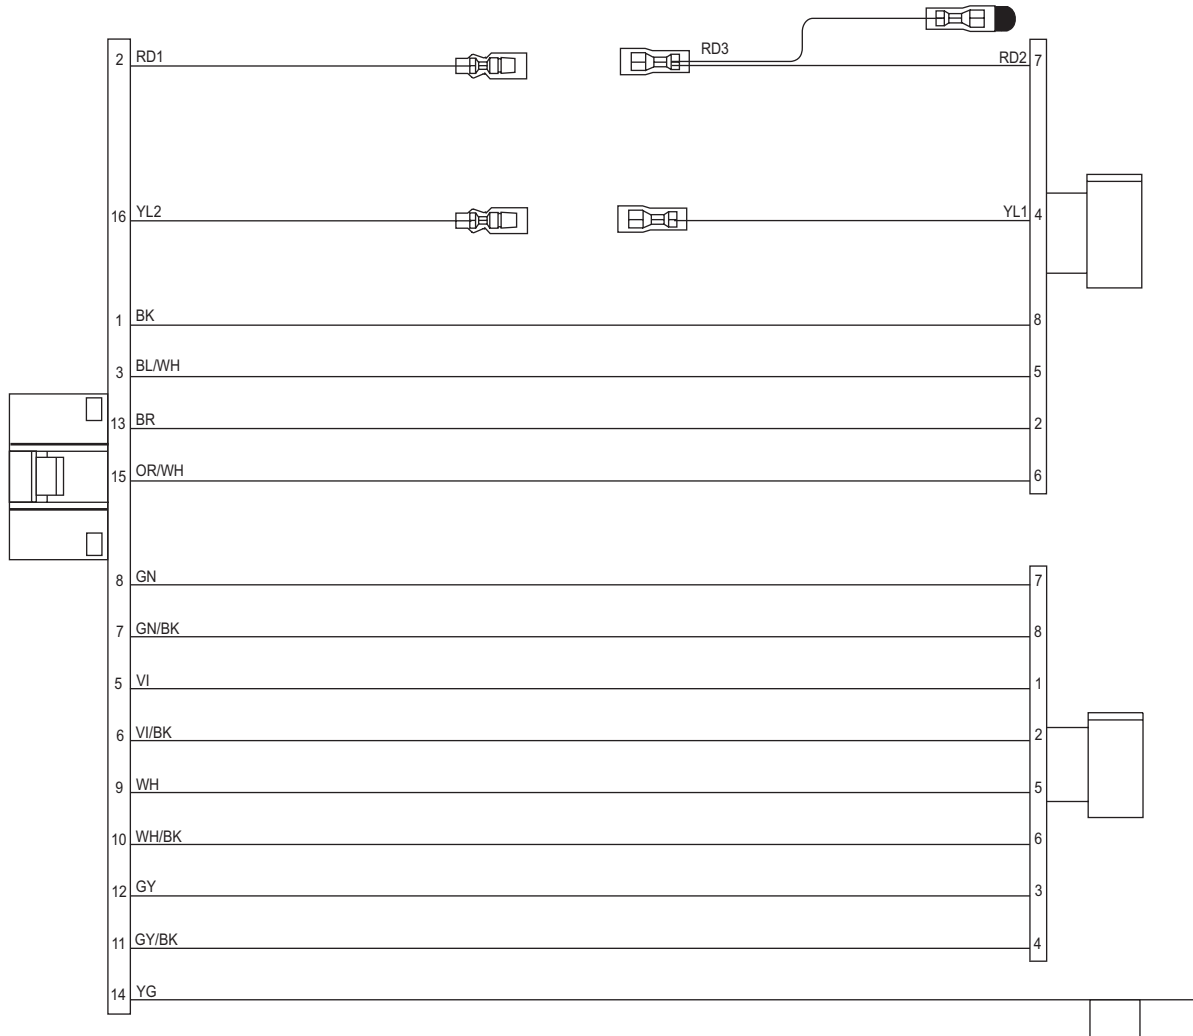 2 RD1 RD3 RD2 7
16 YL2 YL1 4
1 BK 8
3 BL/WH 5
13 BR 2
15 OR/WH 6
8 GN 7
7 GN/BK 8
5 VI 1
6 VI/BK 2
9 WH 5
10 WH/BK 6
12 GY 3
11 GY/BK 4
14 YG